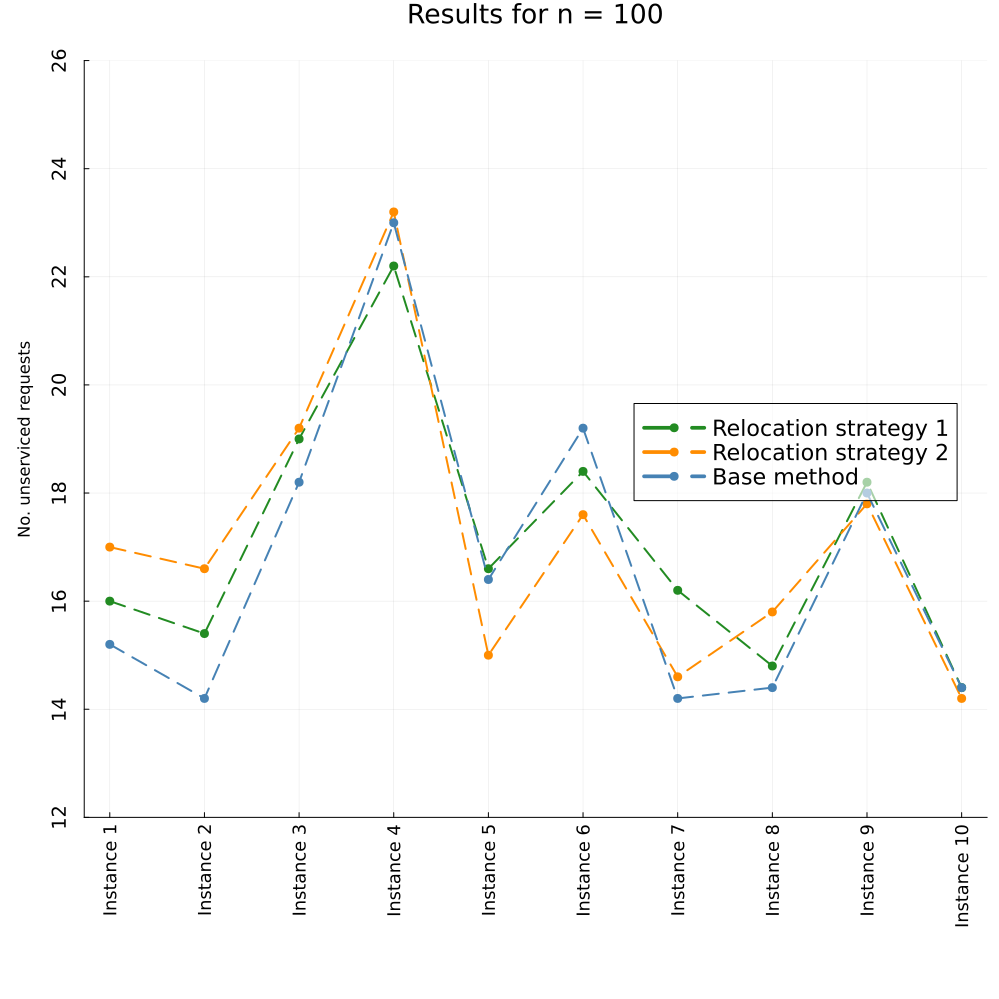 Results for n = 100
No. unserviced requests
26
24
22
20
18
16
14
12
Relocation strategy 1
Relocation strategy 2
Base method
Instance 1
Instance 2
Instance 3
Instance 4
Instance 5
Instance 6
Instance 7
Instance 8
Instance 9
Instance 10